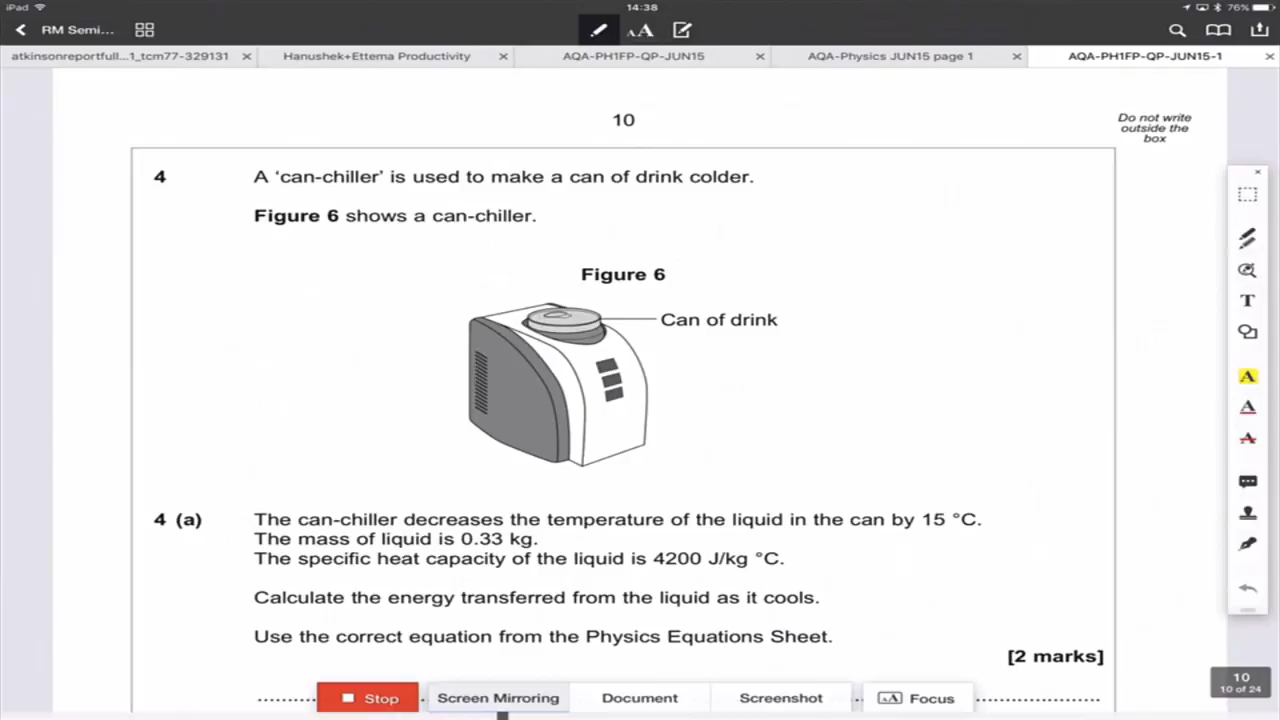 iPad 14:38 76%
RM Semi...
atkinsonreportfull...1_tcm77-329131 Hanushek+Ettema Productivity AQA-PH1FP-QP-JUN15 AQA-Physics JUN15 page 1 AQA-PH1FP-QP-JUN15-1
10
Do not write
outside the
box
4 A ‘can-chiller’ is used to make a can of drink colder.
Figure 6 shows a can-chiller.
Figure 6
Can of drink
4 (a) The can-chiller decreases the temperature of the liquid in the can by 15 °C.
The mass of liquid is 0.33 kg.
The specific heat capacity of the liquid is 4200 J/kg °C.
Calculate the energy transferred from the liquid as it cools.
Use the correct equation from the Physics Equations Sheet.
[2 marks]
10
10 of 24
Stop Screen Mirroring Document Screenshot AA Focus